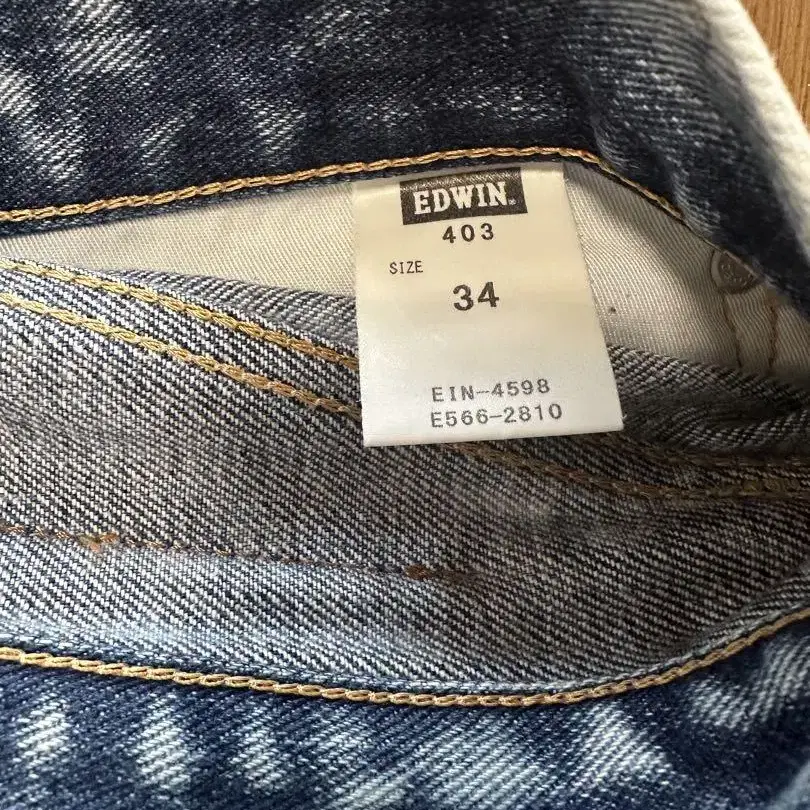 EDWIN.
403
SIZE
34
EIN-4598
E566-2810